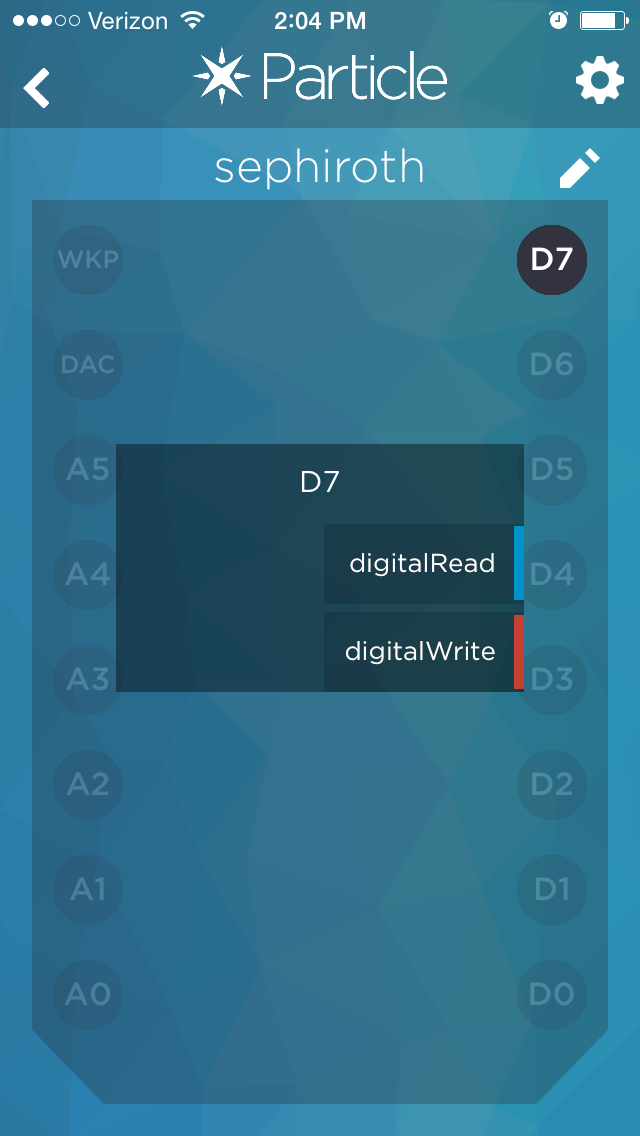 Verizon 2:04 PM
Particle
sephiroth
WKP D7
DAC D6
A5 D5
D7
digitalRead
A4 D4
digitalWrite
A3 D3
A2 D2
A1 D1
A0 D0